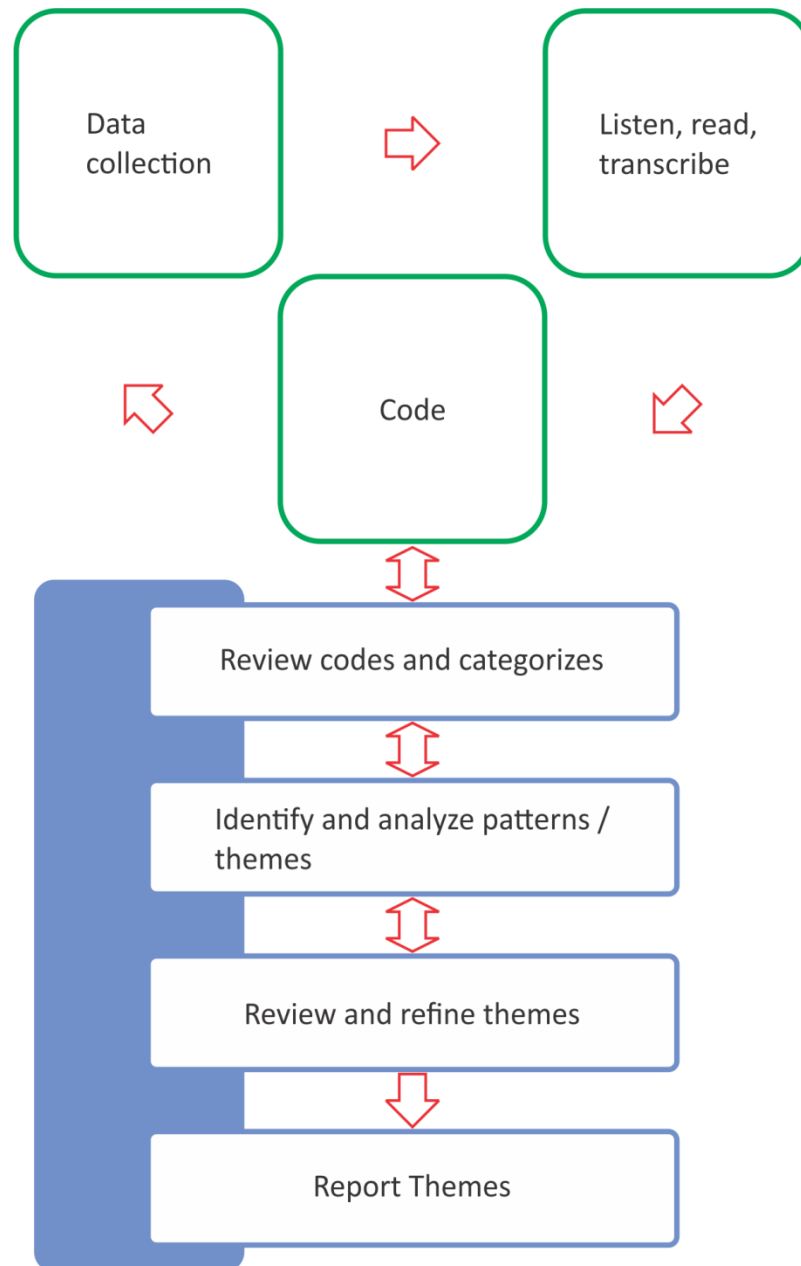 Data
collection
Listen, read,
transcribe
Code
Review codes and categorizes
Identify and analyze patterns /
themes
Review and refine themes
Report Themes